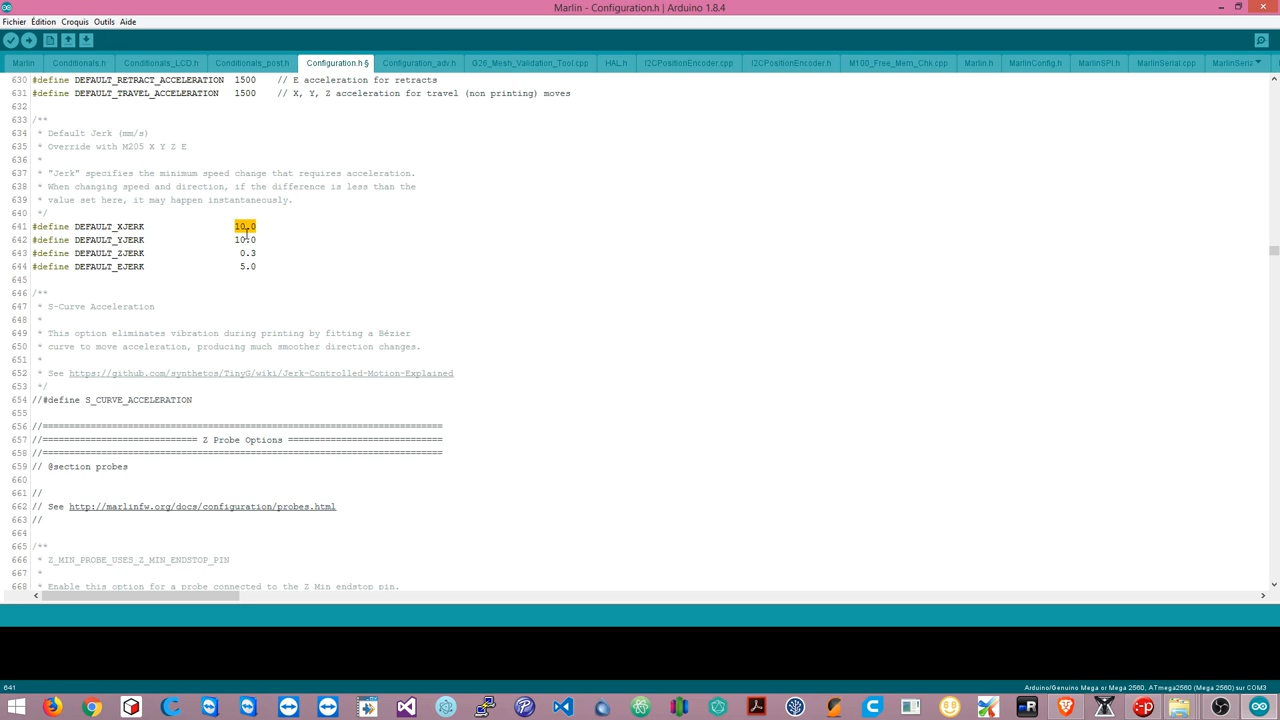 Marlin - Configuration.h | Arduino 1.8.4
Fichier Édition Croquis Outils Aide
Marlin Conditionals.h Conditionals_LCD.h Conditionals_post.h Configuration.h § Configuration_adv.h G26_Mesh_Validation_Tool.cpp HAL.h I2CPositionEncoder.cpp I2CPositionEncoder.h M100_Free_Mem_Chk.cpp Marlin.h MarlinConfig.h MarlinSPI.h MarlinSerial.cpp MarlinSeria
630 #define DEFAULT_RETRACT_ACCELERATION 1500 // E acceleration for retracts
631 #define DEFAULT_TRAVEL_ACCELERATION 1500 // X, Y, Z acceleration for travel (non printing) moves
632
633 /**
634 * Default Jerk (mm/s)
635 * Override with M205 X Y Z E
636 *
637 * "Jerk" specifies the minimum speed change that requires acceleration.
638 * When changing speed and direction, if the difference is less than the
639 * value set here, it may happen instantaneously.
640 */
641 #define DEFAULT_XJERK 10.0
642 #define DEFAULT_YJERK 10.0
643 #define DEFAULT_ZJERK 0.3
644 #define DEFAULT_EJERK 5.0
645
646 /**
647 * S-Curve Acceleration
648 *
649 * This option eliminates vibration during printing by fitting a Bézier
650 * curve to move acceleration, producing much smoother direction changes.
651 *
652 * See https://github.com/synthetos/TinyG/wiki/Jerk-Controlled-Motion-Explained
653 */
654 //#define S_CURVE_ACCELERATION
655
656 //===========================================================================
657 //============================= Z Probe Options =============================
658 //===========================================================================
659 // @section probes
660
661 //
662 // See http://marlinfw.org/docs/configuration/probes.html
663 //
664
665 /**
666 * Z_MIN_PROBE_USES_Z_MIN_ENDSTOP_PIN
667 *
668 * Enable this option for a probe connected to the Z Min endstop pin.
641 Arduino/Genuino Mega or Mega 2560, ATmega2560 (Mega 2560) sur COM3